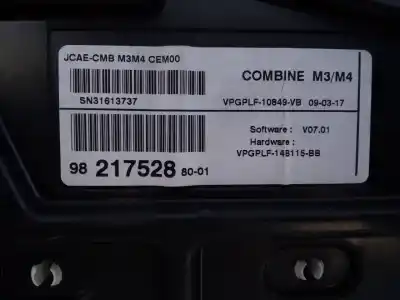 JCAE-CMB M3M4 CEM00
COMBINE M3/M4
SN31613737
VPGPLF-10849-VB 09-03-17
Software : V07.01
Hardware :
VPGPLF-14B115-BB
98 217528 80-01